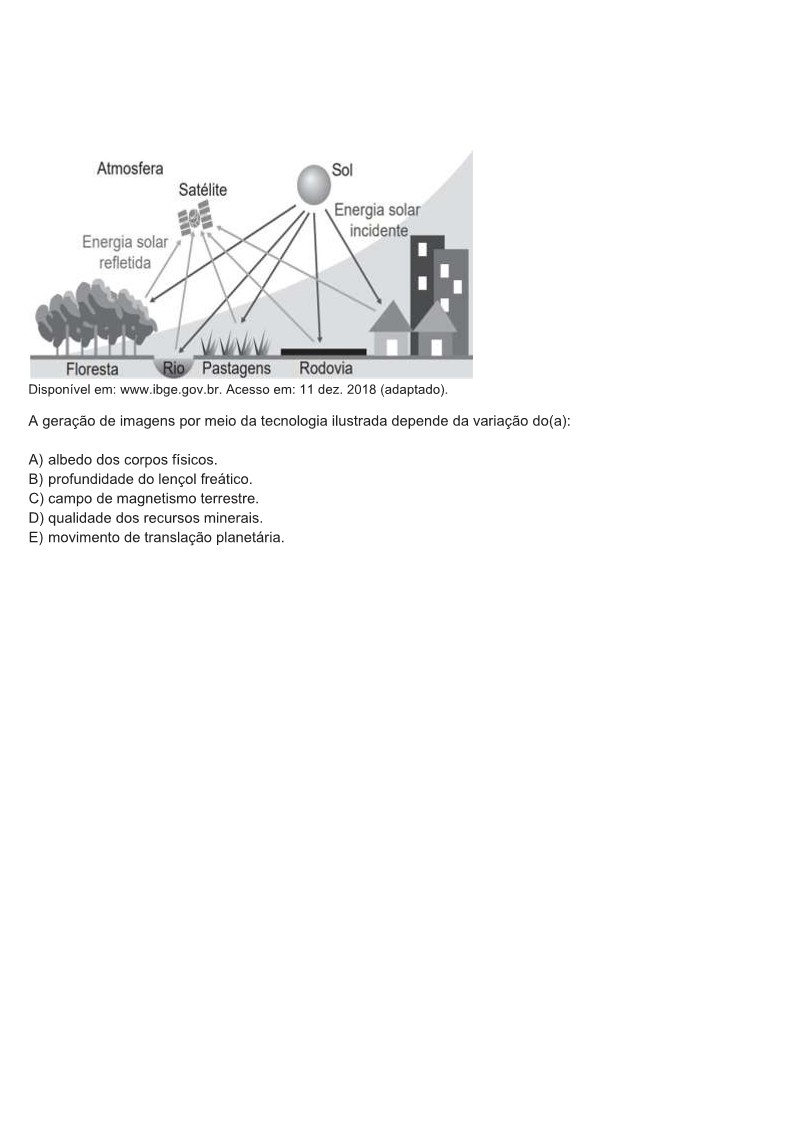 Atmosfera
Sol
Satélite
Energia solar
incidente
Energia solar
refletida
Floresta
Rio
Pastagens
Rodovia
Disponível em: www.ibge.gov.br. Acesso em: 11 dez. 2018 (adaptado).
A geração de imagens por meio da tecnologia ilustrada depende da variação do(a):
A) albedo dos corpos físicos.
B) profundidade do lençol freático.
C) campo de magnetismo terrestre.
D) qualidade dos recursos minerais.
E) movimento de translação planetária.